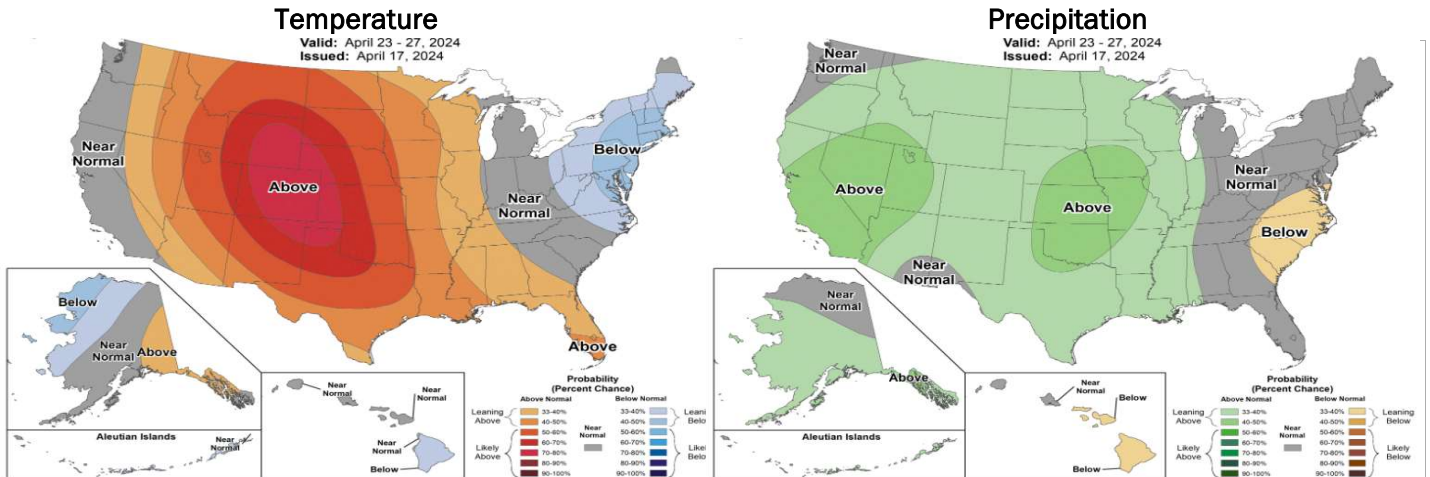 Temperature
Valid: April 23 - 27, 2024
Issued: April 17, 2024
Near
Normal
Above
Near
Normal
Below
Above
Below
Near
Normal
Above
Near
Normal
Near
Normal
Near
Normal
Below
Aleutian Islands
Near
Normal
Probability
(Percent Chance)
Above Normal
Below Normal
Leaning
Above
Likely
Above
33-40%
40-50%
50-60%
60-70%
70-80%
80-90%
90-100%
Near
Normal
33-40%
40-50%
50-60%
60-70%
70-80%
80-90%
90-100%
Leani
Belo
Likel
Belo
Precipitation
Valid: April 23 - 27, 2024
Issued: April 17, 2024
Near
Normal
Above
Above
Near
Normal
Near
Normal
Below
Near
Normal
Above
Near
Normal
Below
Below
Aleutian Islands
Probability
(Percent Chance)
Above Normal
Below Normal
Leaning
Above
Likely
Above
33-40%
40-50%
50-60%
60-70%
70-80%
80-90%
90-100%
Near
Normal
33-40%
40-50%
50-60%
60-70%
70-80%
80-90%
90-100%
Leaning
Below
Likely
Below